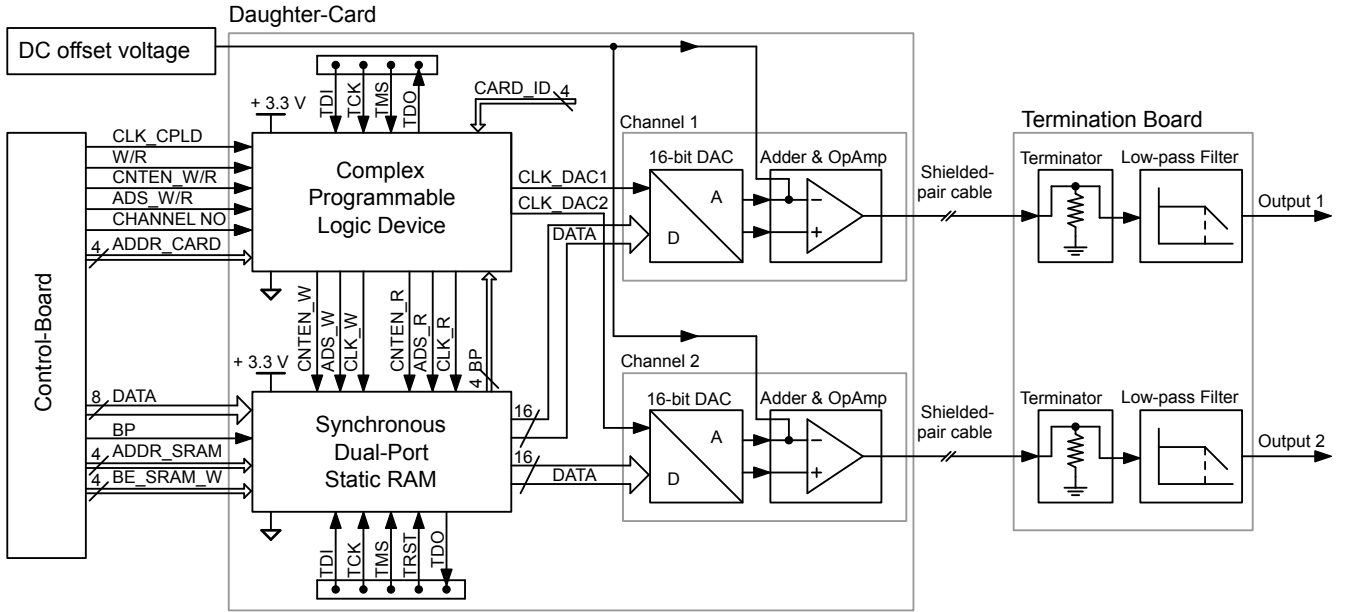 Daughter-Card
DC offset voltage
TDI
TCK
TMS
TDO
CARD_ID
4
+ 3.3 V
Control-Board
CLK_CPLD
W/R
CNTEN_W/R
ADS_W/R
CHANNEL NO
4
ADDR_CARD
Complex
Programmable
Logic Device
CLK_DAC1
CLK_DAC2
DATA
Channel 1
16-bit DAC
A
D
Adder & OpAmp
−
+
Shielded-
pair cable
Termination Board
Terminator
Low-pass Filter
Output 1
CNTEN_W
ADS_W
CLK_W
CNTEN_R
ADS_R
CLK_R
4
BP
+ 3.3 V
8
DATA
BP
4
ADDR_SRAM
4
BE_SRAM_W
Synchronous
Dual-Port
Static RAM
16
16
DATA
Channel 2
16-bit DAC
A
D
Adder & OpAmp
−
+
Shielded-
pair cable
Terminator
Low-pass Filter
Output 2
TDI
TCK
TMS
TRST
TDO